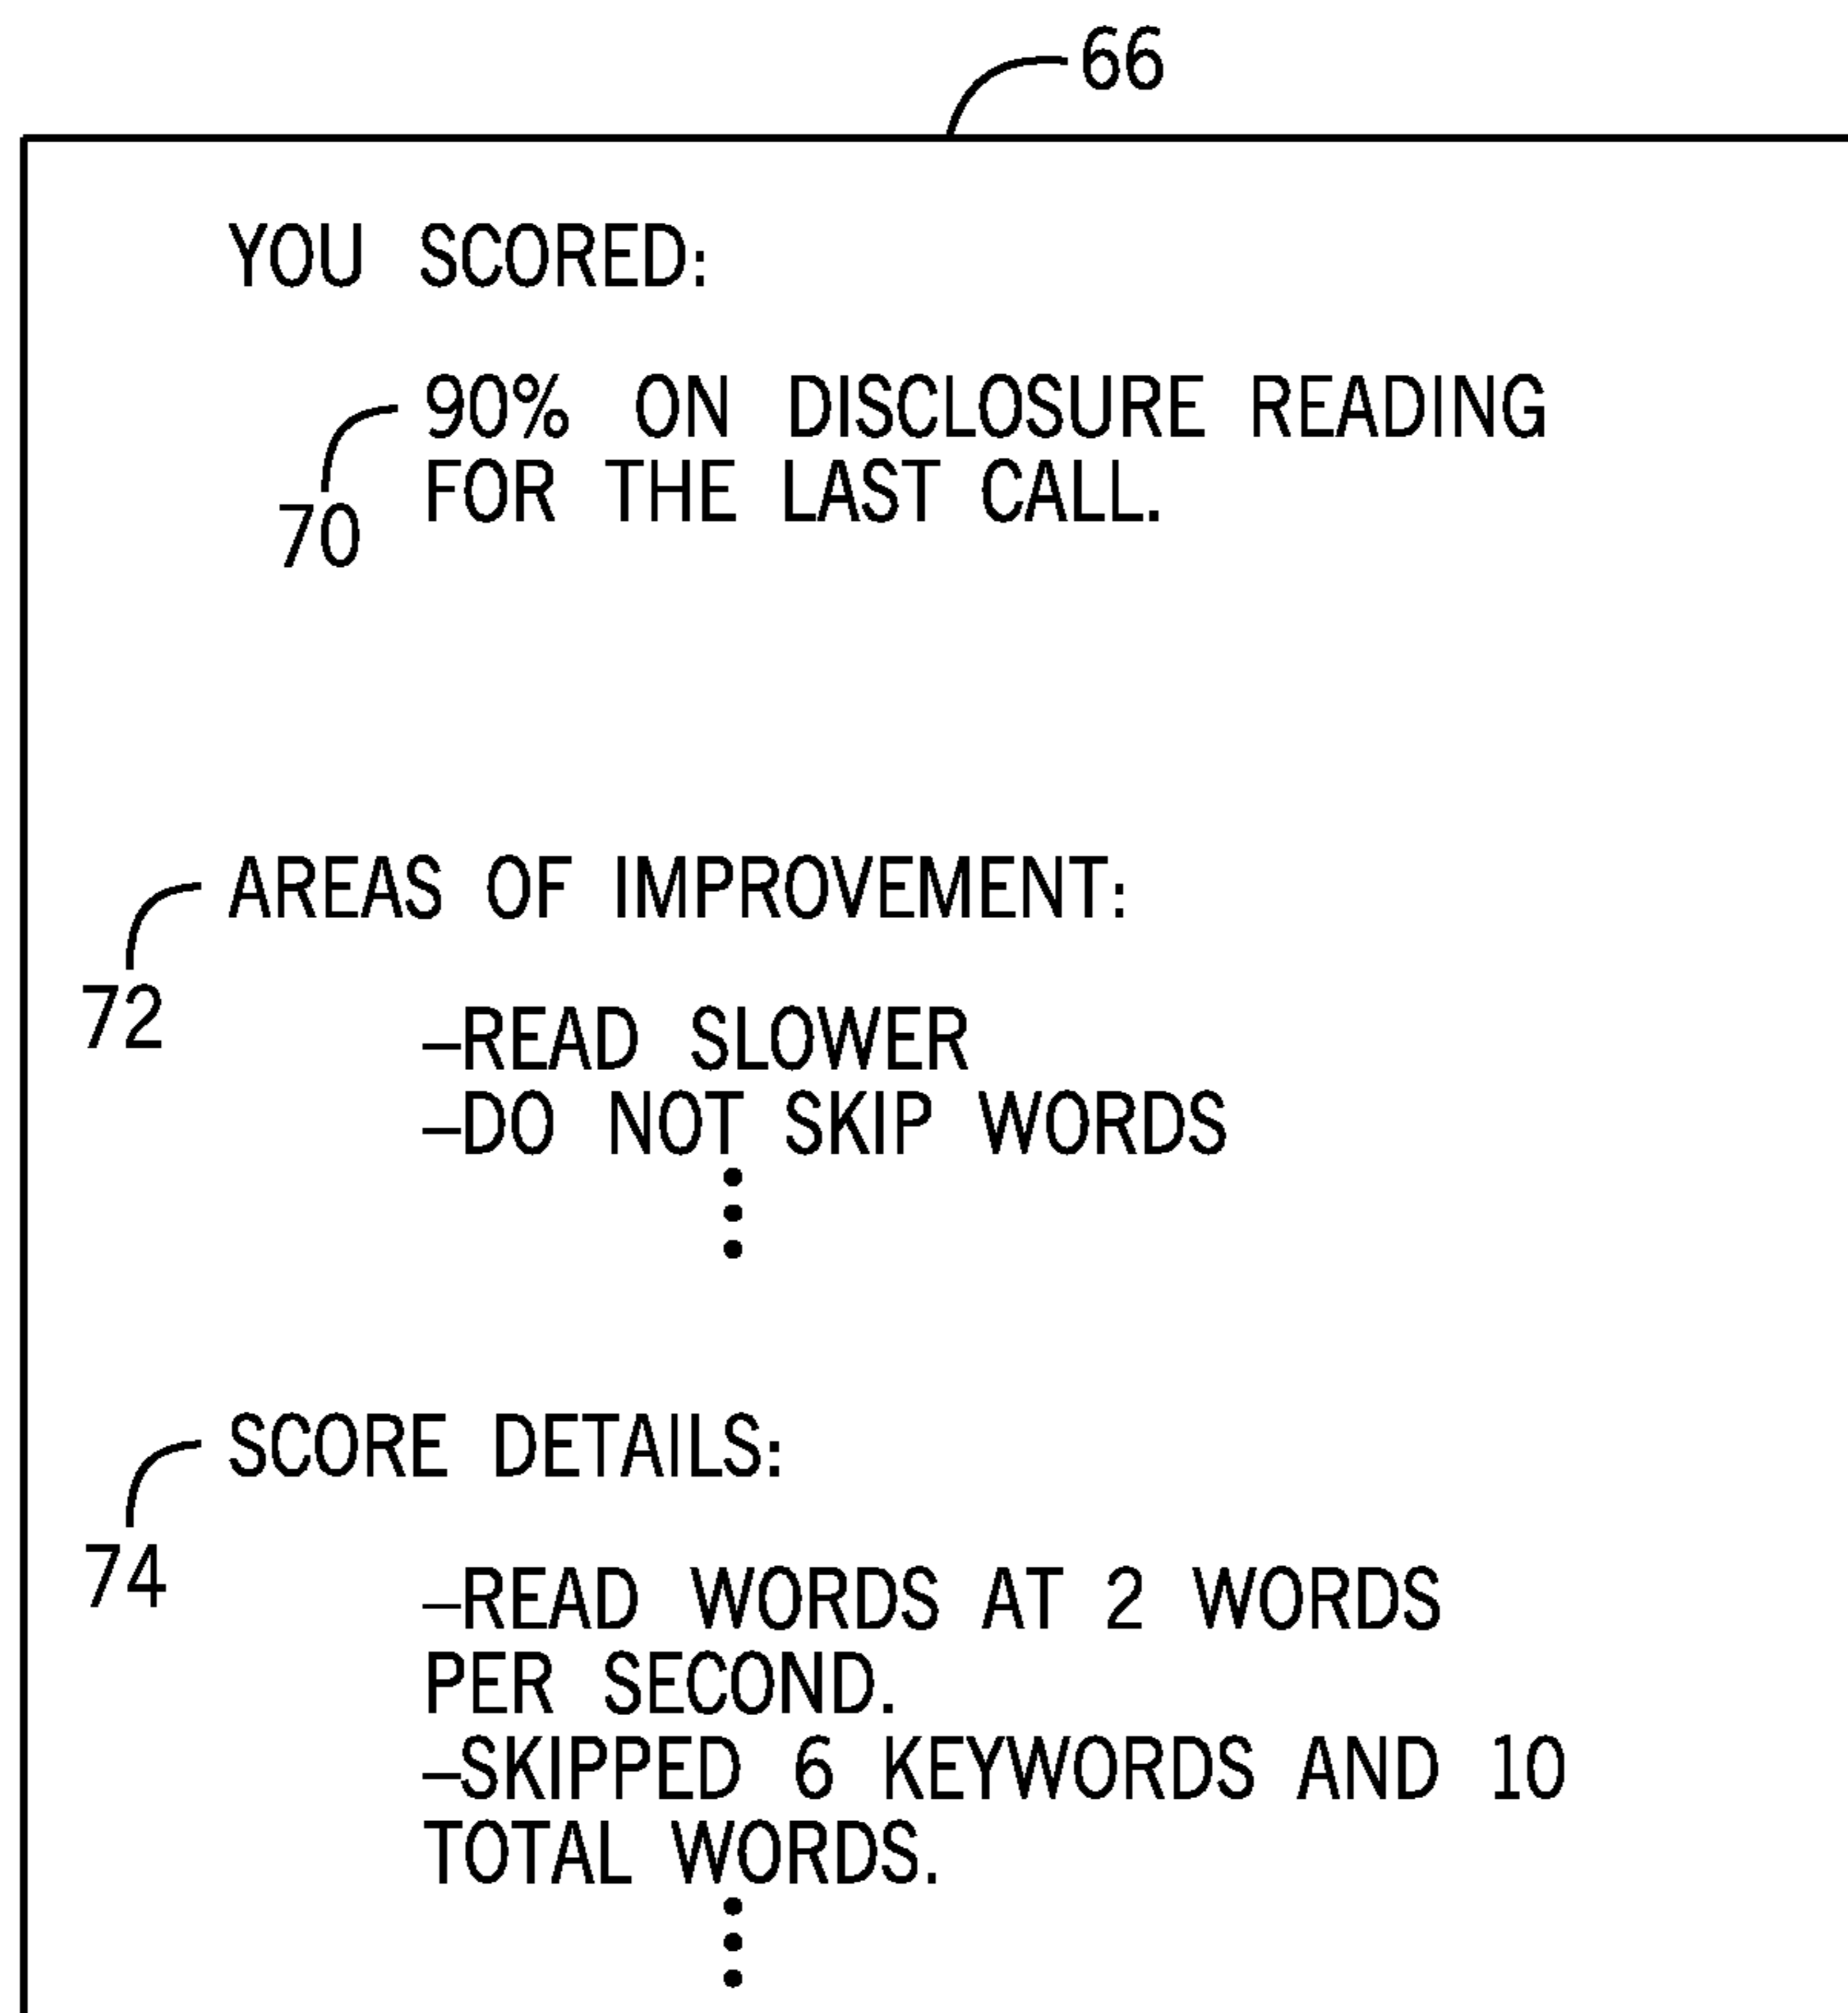 66
YOU SCORED:
90% ON DISCLOSURE READING
FOR THE LAST CALL.
70
AREAS OF IMPROVEMENT:
72
–READ SLOWER
–DO NOT SKIP WORDS
SCORE DETAILS:
74
–READ WORDS AT 2 WORDS
PER SECOND.
–SKIPPED 6 KEYWORDS AND 10
TOTAL WORDS.